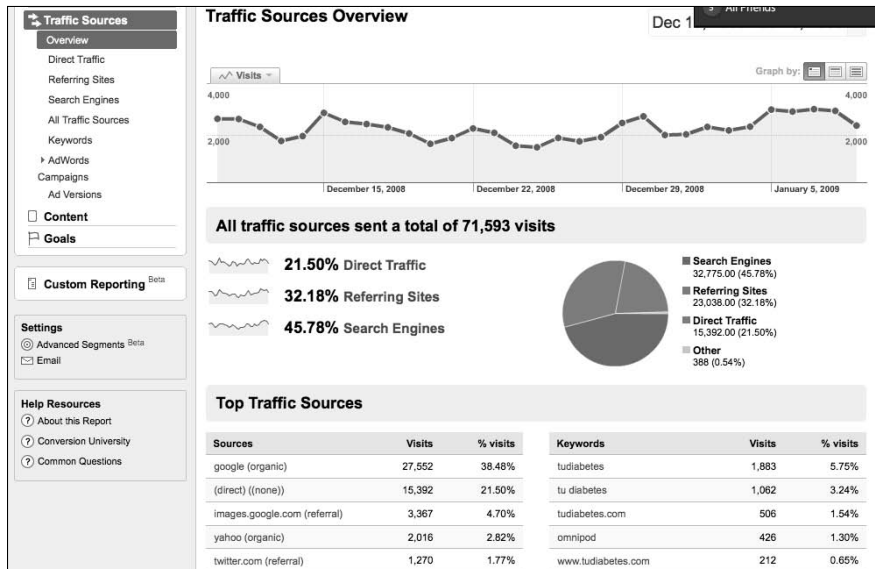 Traffic Sources
Overview
Direct Traffic
Referring Sites
Search Engines
All Traffic Sources
Keywords
AdWords
Campaigns
Ad Versions
Content
Goals
Custom Reporting Beta
Settings
Advanced Segments Beta
Email
Help Resources
About this Report
Conversion University
Common Questions
Traffic Sources Overview
Dec 1
5 All Friends
Visits
Graph by:
4,000 4,000
2,000 2,000
December 15, 2008 December 22, 2008 December 29, 2008 January 5, 2009
All traffic sources sent a total of 71,593 visits
21.50% Direct Traffic
32.18% Referring Sites
45.78% Search Engines
Search Engines
32,775.00 (45.78%)
Referring Sites
23,038.00 (32.18%)
Direct Traffic
15,392.00 (21.50%)
Other
388 (0.54%)
Top Traffic Sources
Sources Visits % visits
google (organic) 27,552 38.48%
(direct) ((none)) 15,392 21.50%
images.google.com (referral) 3,367 4.70%
yahoo (organic) 2,016 2.82%
twitter.com (referral) 1,270 1.77%
Keywords Visits % visits
tudiabetes 1,883 5.75%
tu diabetes 1,062 3.24%
tudiabetes.com 506 1.54%
omnipod 426 1.30%
www.tudiabetes.com 212 0.65%